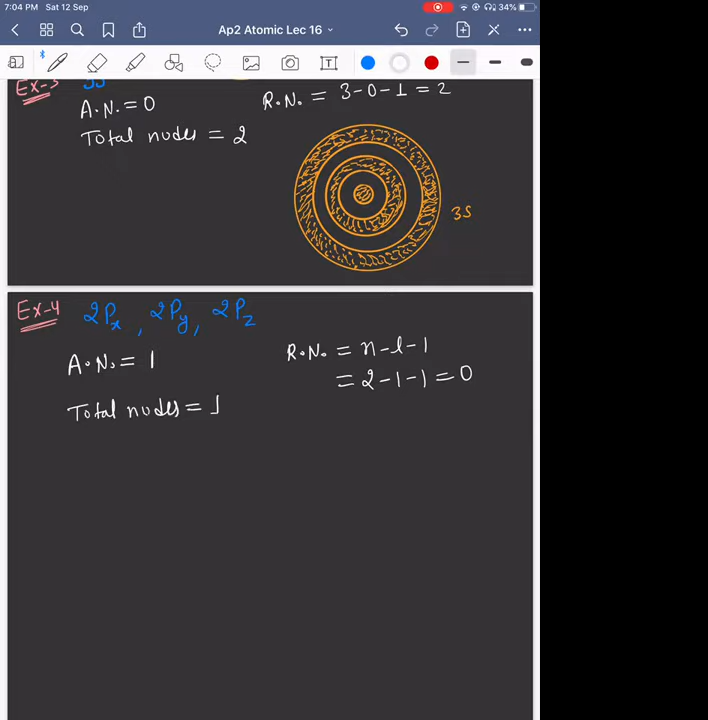 7:04 PM Sat 12 Sep
34%
Ap2 Atomic Lec 16
T
Ex-3 3S
A.N. = 0
R.N. = 3-0-1 = 2
Total nodes = 2
3S
Ex-4 2Px, 2Py, 2Pz
A.N. = 1
R.N. = n-l-1
= 2-1-1 = 0
Total nodes = 1